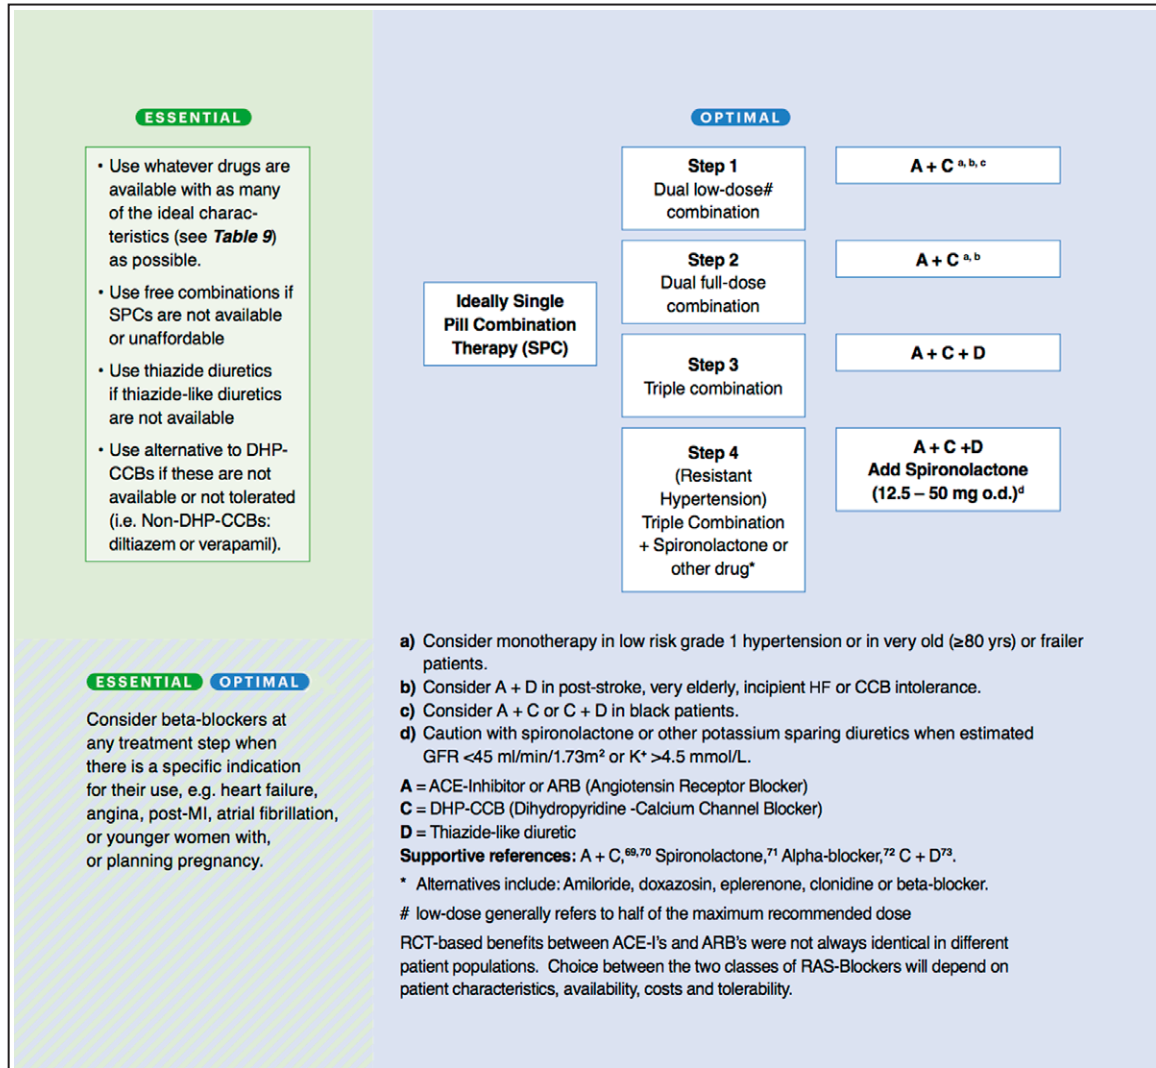 ESSENTIAL
• Use whatever drugs are
available with as many
of the ideal charac-
teristics (see Table 9)
as possible.
• Use free combinations if
SPCs are not available
or unaffordable
• Use thiazide diuretics
if thiazide-like diuretics
are not available
• Use alternative to DHP-
CCBs if these are not
available or not tolerated
(i.e. Non-DHP-CCBs:
diltiazem or verapamil).
OPTIMAL
Ideally Single
Pill Combination
Therapy (SPC)
Step 1
Dual low-dose#
combination
A + C a, b, c
Step 2
Dual full-dose
combination
A + C a, b
Step 3
Triple combination
A + C + D
Step 4
(Resistant
Hypertension)
Triple Combination
+ Spironolactone or
other drug*
A + C +D
Add Spironolactone
(12.5 – 50 mg o.d.)d
ESSENTIAL OPTIMAL
Consider beta-blockers at
any treatment step when
there is a specific indication
for their use, e.g. heart failure,
angina, post-MI, atrial fibrillation,
or younger women with,
or planning pregnancy.
a) Consider monotherapy in low risk grade 1 hypertension or in very old (≥80 yrs) or frailer
patients.
b) Consider A + D in post-stroke, very elderly, incipient HF or CCB intolerance.
c) Consider A + C or C + D in black patients.
d) Caution with spironolactone or other potassium sparing diuretics when estimated
GFR <45 ml/min/1.73m² or K⁺ >4.5 mmol/L.
A = ACE-Inhibitor or ARB (Angiotensin Receptor Blocker)
C = DHP-CCB (Dihydropyridine -Calcium Channel Blocker)
D = Thiazide-like diuretic
Supportive references: A + C,⁶⁹,⁷⁰ Spironolactone,⁷¹ Alpha-blocker,⁷² C + D⁷³.
* Alternatives include: Amiloride, doxazosin, eplerenone, clonidine or beta-blocker.
# low-dose generally refers to half of the maximum recommended dose
RCT-based benefits between ACE-I's and ARB's were not always identical in different
patient populations. Choice between the two classes of RAS-Blockers will depend on
patient characteristics, availability, costs and tolerability.